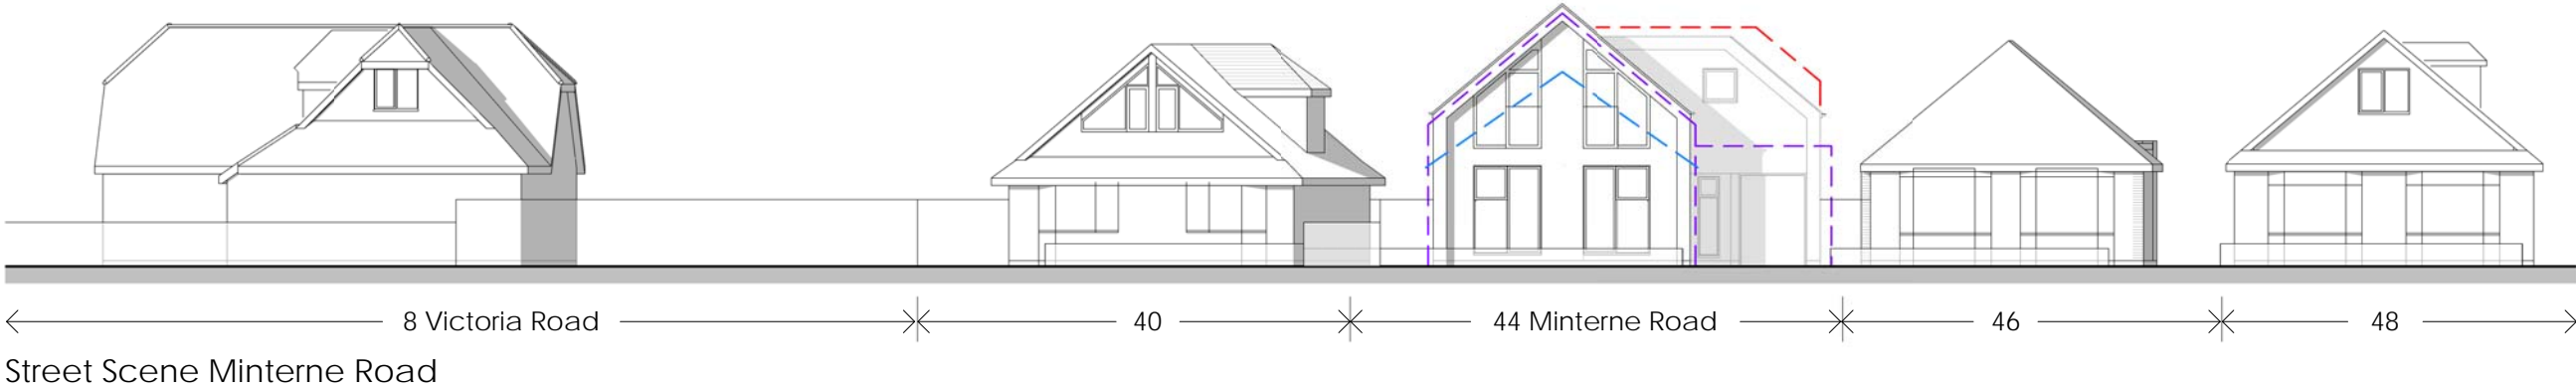 8 Victoria Road 40 44 Minterne Road 46 48
Street Scene Minterne Road